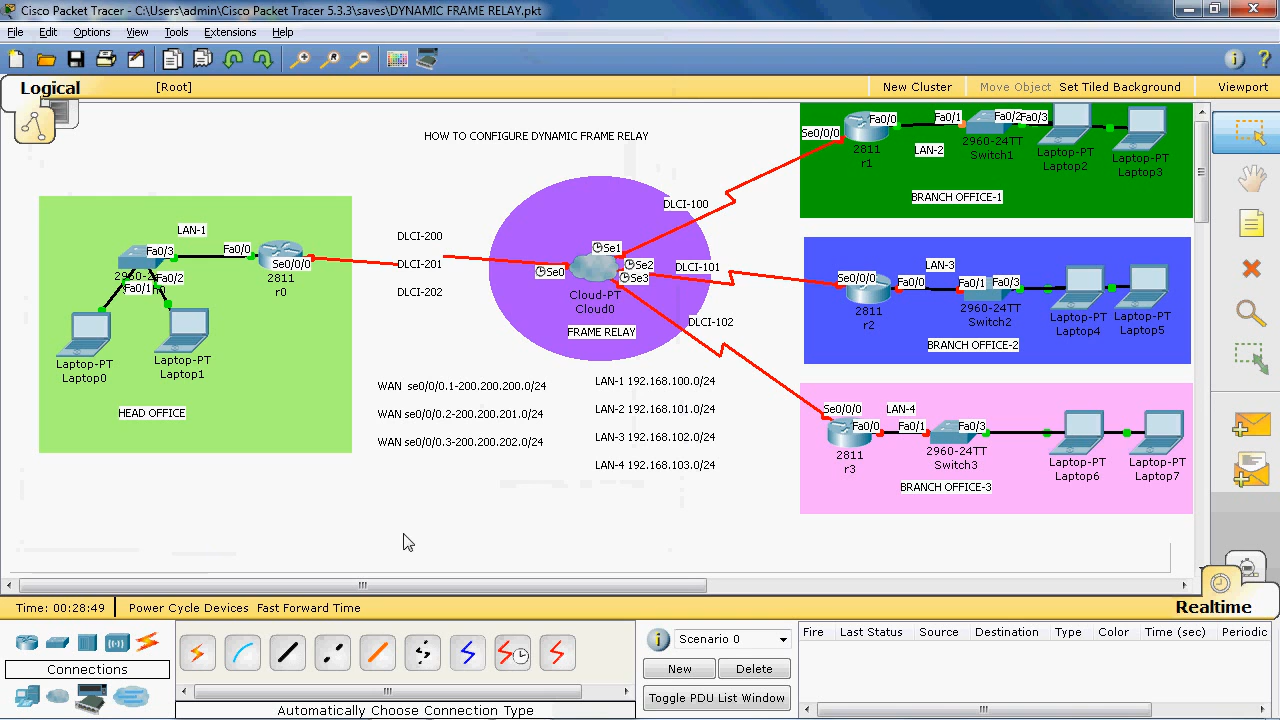 Cisco Packet Tracer - C:\Users\admin\Cisco Packet Tracer 5.3.3\saves\DYNAMIC FRAME RELAY.pkt
File Edit Options View Tools Extensions Help
Logical [Root] New Cluster Move Object Set Tiled Background Viewport
HOW TO CONFIGURE DYNAMIC FRAME RELAY
LAN-1
Fa0/3
Fa0/0
Se0/0/0
Fa0/2
Fa0/1
2811
r0
Laptop-PT
Laptop0
Laptop-PT
Laptop1
HEAD OFFICE
DLCI-200
DLCI-201
DLCI-202
Se0
Se1
Se2
Se3
Cloud-PT
Cloud0
FRAME RELAY
DLCI-100
DLCI-101
DLCI-102
WAN se0/0/0.1-200.200.200.0/24
WAN se0/0/0.2-200.200.201.0/24
WAN se0/0/0.3-200.200.202.0/24
LAN-1 192.168.100.0/24
LAN-2 192.168.101.0/24
LAN-3 192.168.102.0/24
LAN-4 192.168.103.0/24
Se0/0/0
Fa0/0
2811
r1
LAN-2
Fa0/1
Fa0/2
Fa0/3
2960-24TT
Switch1
Laptop-PT
Laptop2
Laptop-PT
Laptop3
BRANCH OFFICE-1
Se0/0/0
Fa0/0
2811
r2
LAN-3
Fa0/1
Fa0/3
2960-24TT
Switch2
Laptop-PT
Laptop4
Laptop-PT
Laptop5
BRANCH OFFICE-2
Se0/0/0
Fa0/0
2811
r3
LAN-4
Fa0/1
Fa0/3
2960-24TT
Switch3
Laptop-PT
Laptop6
Laptop-PT
Laptop7
BRANCH OFFICE-3
Time: 00:28:49 Power Cycle Devices Fast Forward Time
Realtime
Connections
Automatically Choose Connection Type
Scenario 0
New Delete
Toggle PDU List Window
Fire Last Status Source Destination Type Color Time (sec) Periodic